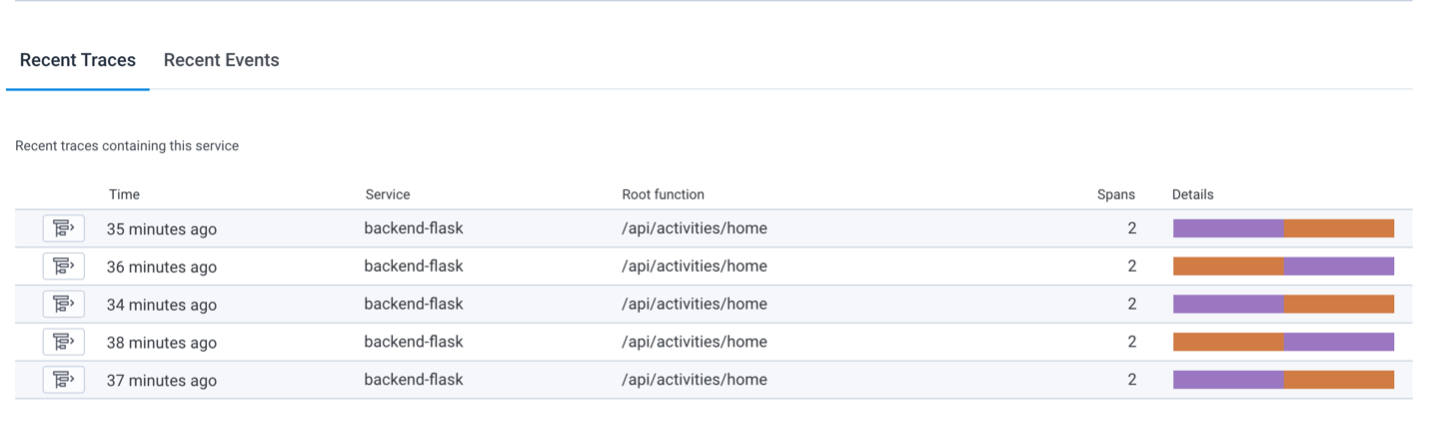 Recent Traces Recent Events
Recent traces containing this service
Time Service Root function Spans Details
35 minutes ago backend-flask /api/activities/home 2
36 minutes ago backend-flask /api/activities/home 2
34 minutes ago backend-flask /api/activities/home 2
38 minutes ago backend-flask /api/activities/home 2
37 minutes ago backend-flask /api/activities/home 2